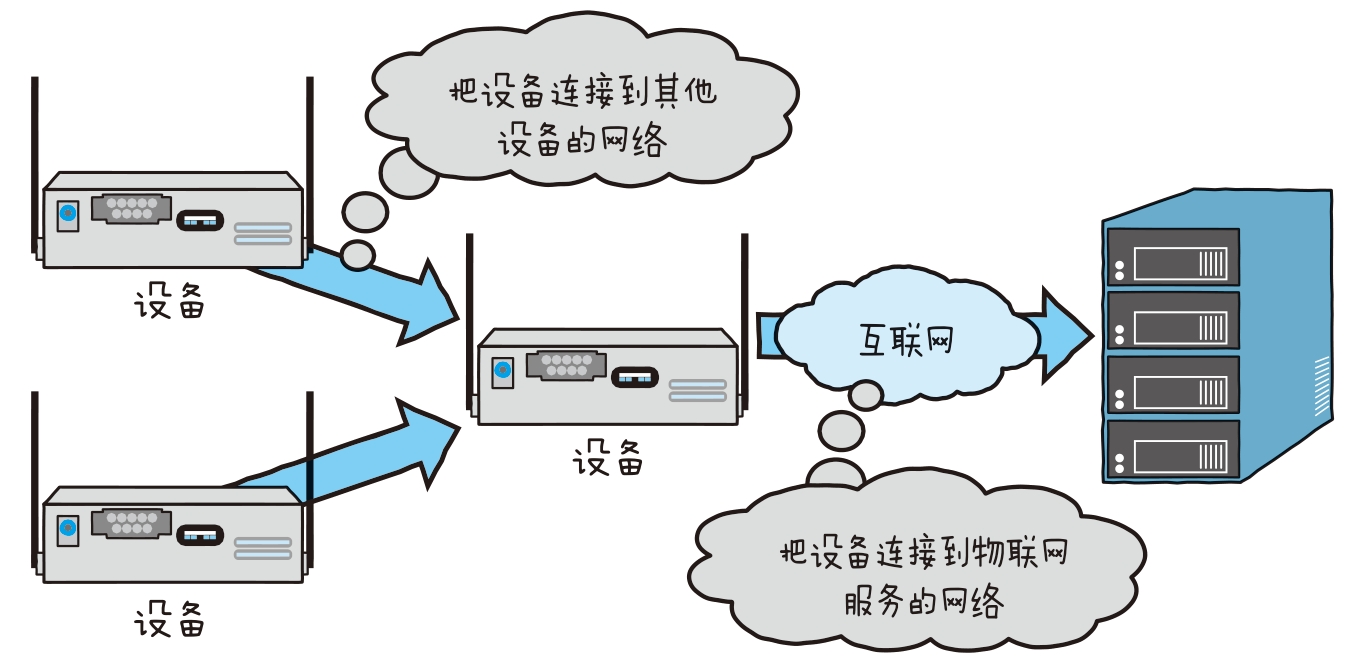 把设备连接到其他
设备的网络
设备
互联网
设备
把设备连接到物联网
服务的网络
设备